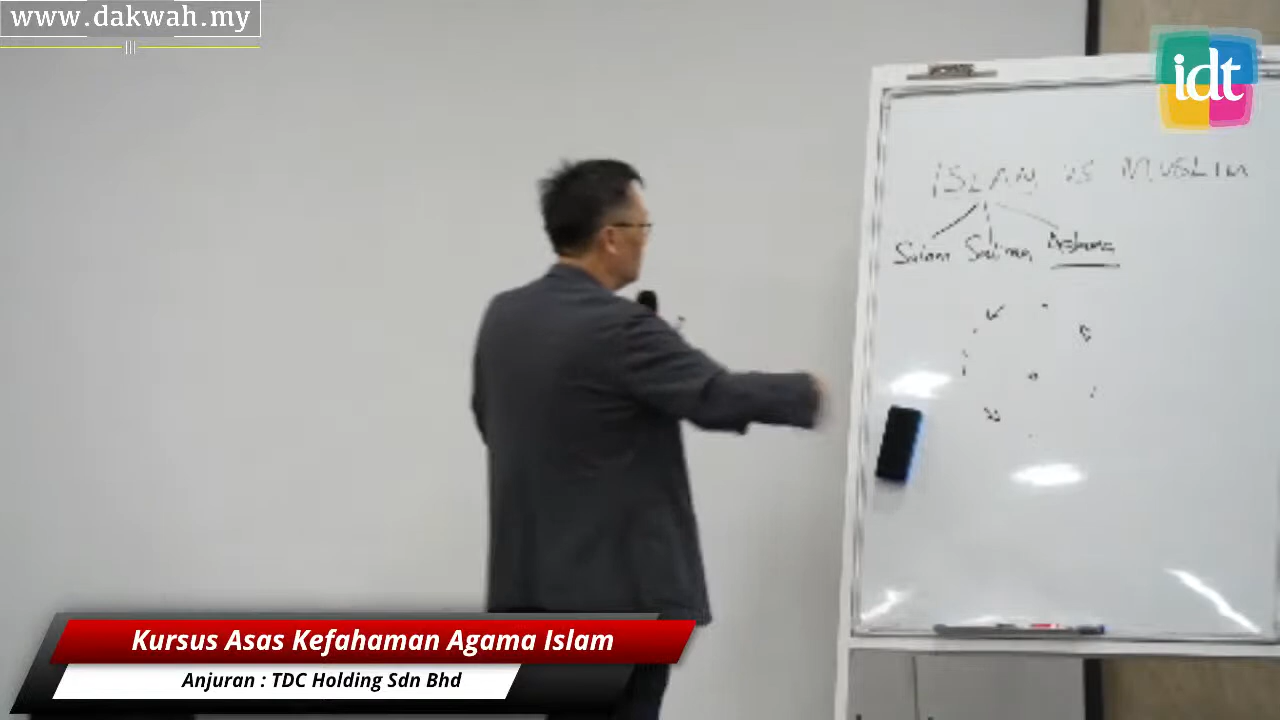 www.dakwah.my
idt
ISLAM VS MUSLIM
Salam Salima Aslama
Kursus Asas Kefahaman Agama Islam
Anjuran : TDC Holding Sdn Bhd